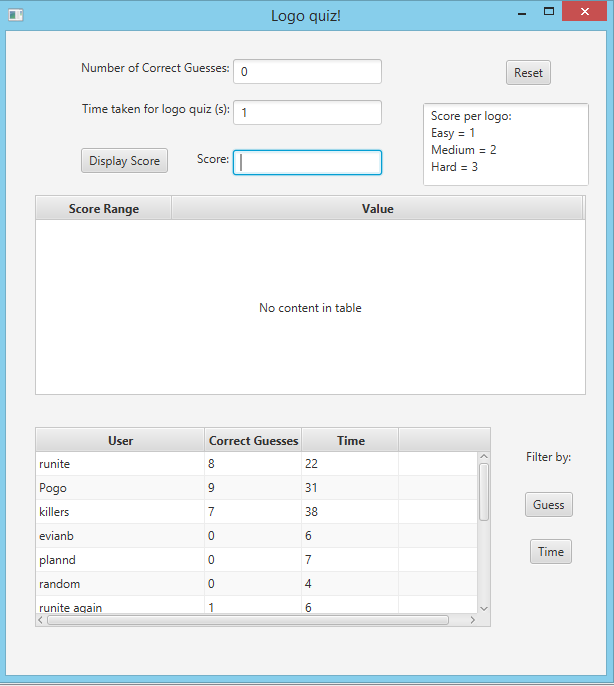 Logo quiz!
Number of Correct Guesses: 0
Reset
Time taken for logo quiz (s): 1
Score per logo:
Easy = 1
Medium = 2
Hard = 3
Display Score Score:
Score Range Value
No content in table
User Correct Guesses Time
runite 8 22
Pogo 9 31
killers 7 38
evianb 0 6
plannd 0 7
random 0 4
runite again 1 6
Filter by:
Guess
Time